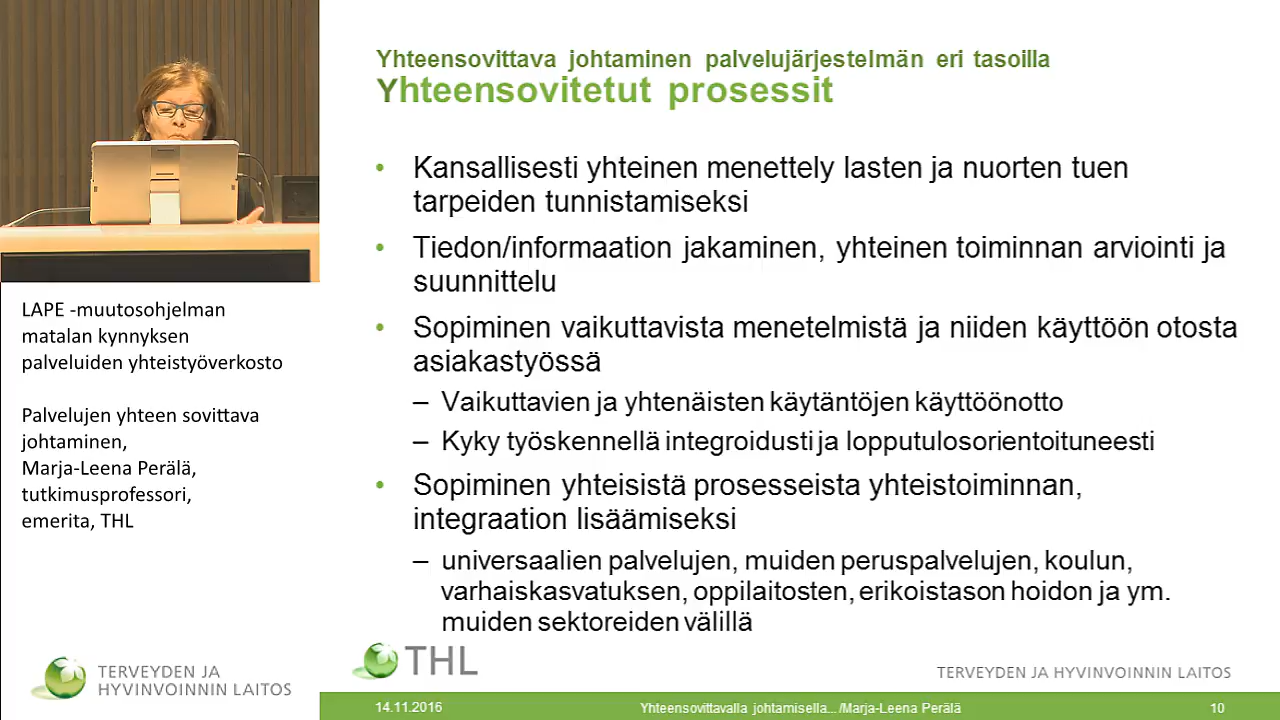 Yhteensovittava johtaminen palvelujärjestelmän eri tasoilla
Yhteensovitetut prosessit
• Kansallisesti yhteinen menettely lasten ja nuorten tuen
tarpeiden tunnistamiseksi
• Tiedon/informaation jakaminen, yhteinen toiminnan arviointi ja
suunnittelu
• Sopiminen vaikuttavista menetelmistä ja niiden käyttöön otosta
asiakastyössä
– Vaikuttavien ja yhtenäisten käytäntöjen käyttöönotto
– Kyky työskennellä integroidusti ja lopputulosorientoituneesti
• Sopiminen yhteisistä prosesseista yhteistoiminnan,
integraation lisäämiseksi
– universaalien palvelujen, muiden peruspalvelujen, koulun,
varhaiskasvatuksen, oppilaitosten, erikoistason hoidon ja ym.
muiden sektoreiden välillä
LAPE -muutosohjelman
matalan kynnyksen
palveluiden yhteistyöverkosto
Palvelujen yhteen sovittava
johtaminen,
Marja-Leena Perälä,
tutkimusprofessori,
emerita, THL
TERVEYDEN JA
HYVINVOINNIN LAITOS
THL
TERVEYDEN JA HYVINVOINNIN LAITOS
14.11.2016
Yhteensovittavalla johtamisella... /Marja-Leena Perälä
10